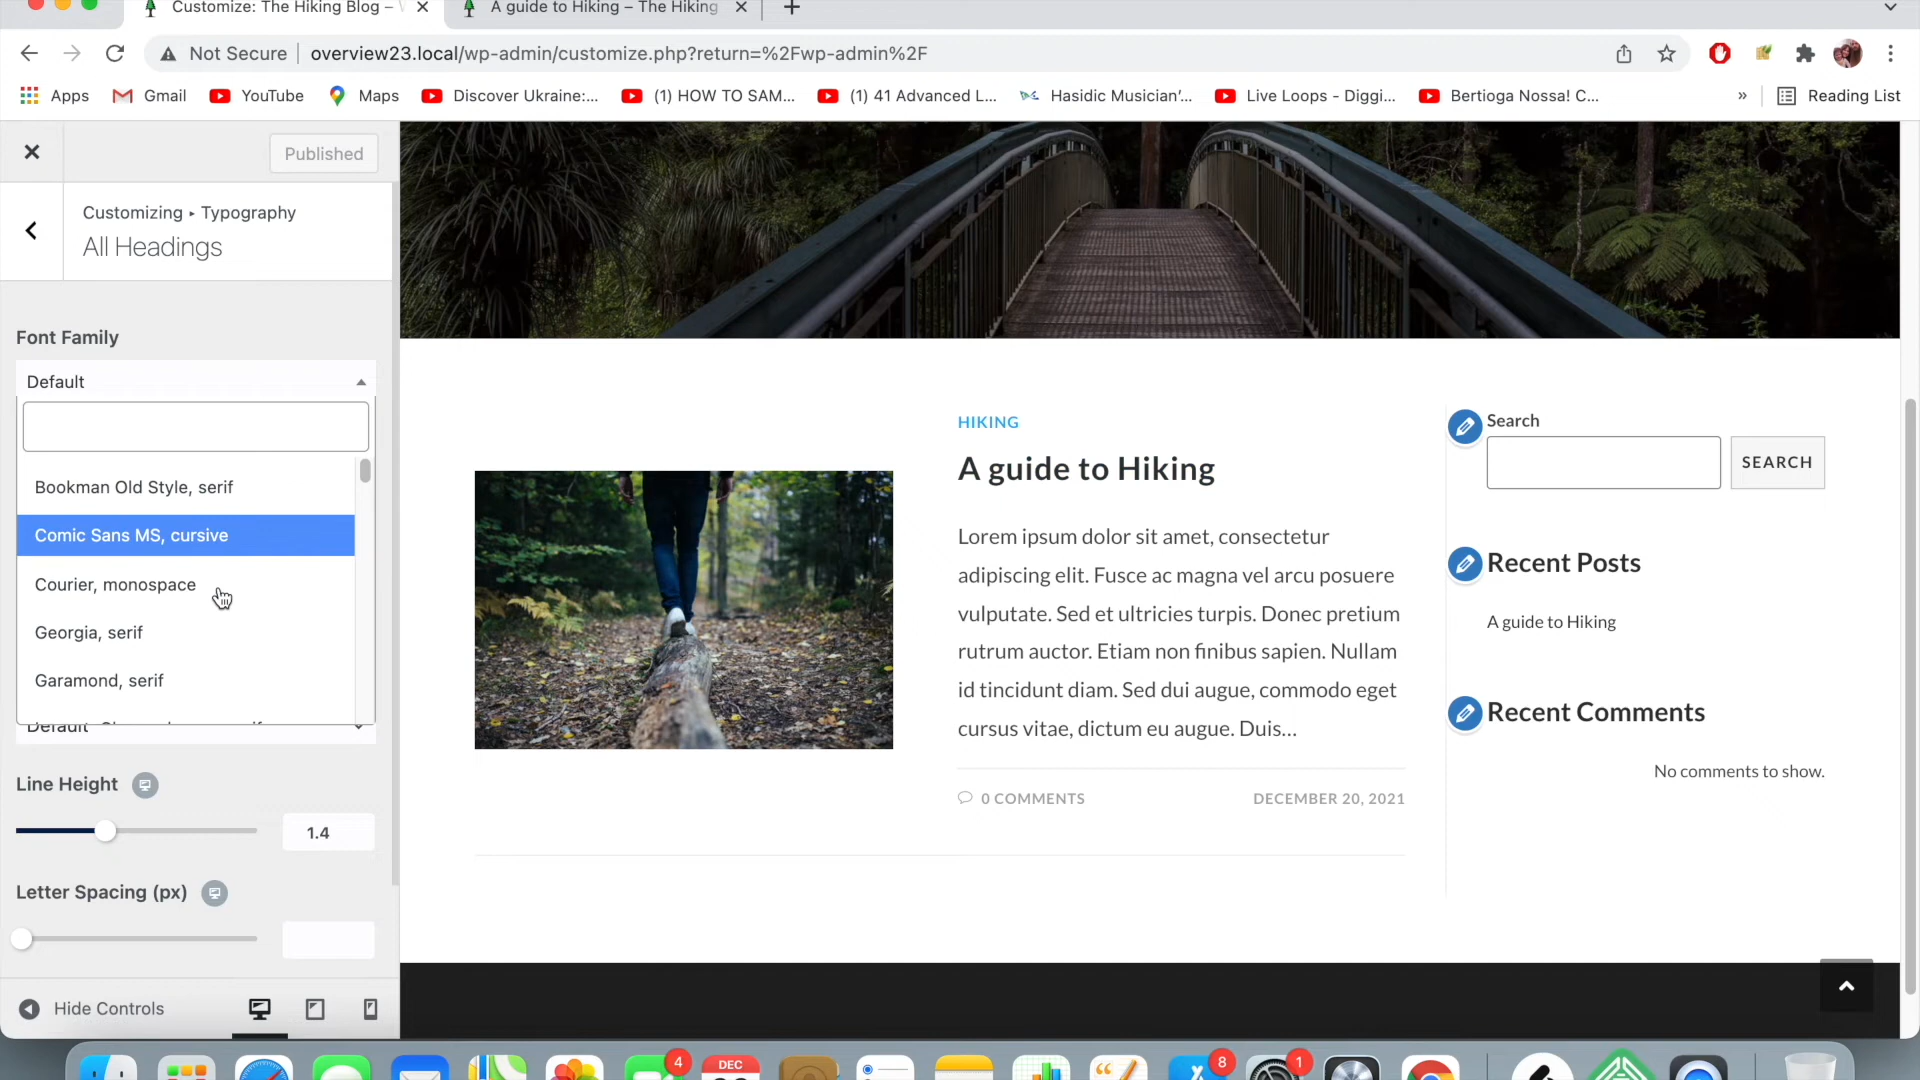 Customize: The Hiking Blog –
A guide to Hiking – The Hiking
Not Secure
overview23.local/wp-admin/customize.php?return=%2Fwp-admin%2F
Apps
Gmail
YouTube
Maps
Discover Ukraine:...
(1) HOW TO SAM...
(1) 41 Advanced L...
Hasidic Musician'...
Live Loops - Diggi...
Bertioga Nossa! C...
»
Reading List
Published
Customizing ▸ Typography
All Headings
Font Family
Default
Bookman Old Style, serif
Comic Sans MS, cursive
Courier, monospace
Georgia, serif
Garamond, serif
Default
Line Height
1.4
Letter Spacing (px)
Hide Controls
HIKING
A guide to Hiking
Lorem ipsum dolor sit amet, consectetur
adipiscing elit. Fusce ac magna vel arcu posuere
vulputate. Sed et ultricies turpis. Donec pretium
rutrum auctor. Etiam non finibus sapien. Nullam
id tincidunt diam. Sed dui augue, commodo eget
cursus vitae, dictum eu augue. Duis...
0 COMMENTS
DECEMBER 20, 2021
Search
SEARCH
Recent Posts
A guide to Hiking
Recent Comments
No comments to show.
4
DEC
8
1